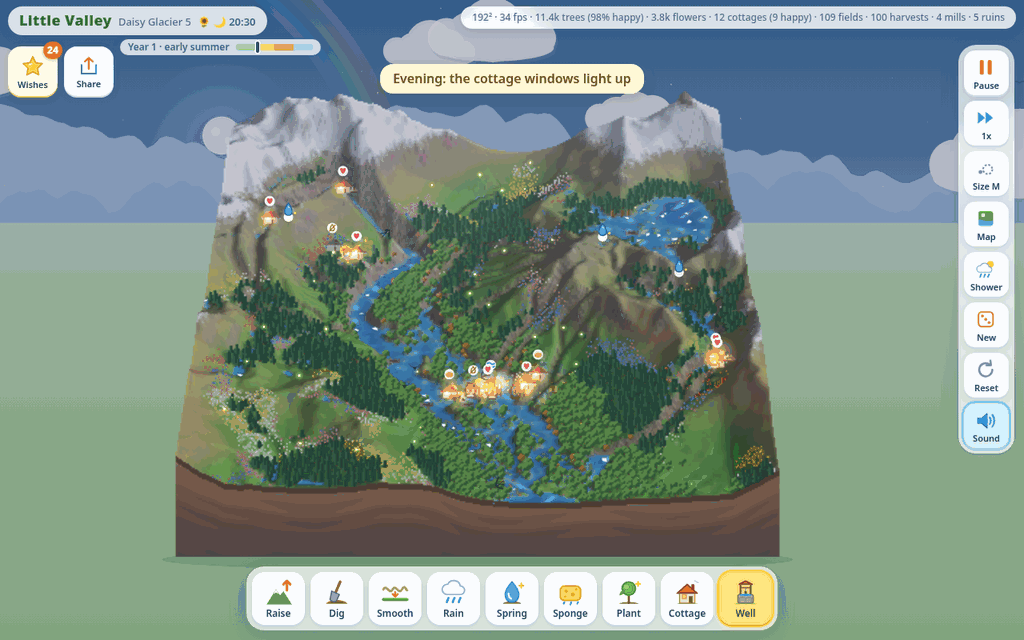 Little Valley Daisy Glacier 5 20:30
192² · 34 fps · 11.4k trees (98% happy) · 3.8k flowers · 12 cottages (9 happy) · 109 fields · 100 harvests · 4 mills · 5 ruins
Year 1 · early summer
24
Wishes
Share
Evening: the cottage windows light up
Pause
1x
Size M
Map
Shower
New
Reset
Sound
Raise
Dig
Smooth
Rain
Spring
Sponge
Plant
Cottage
Well